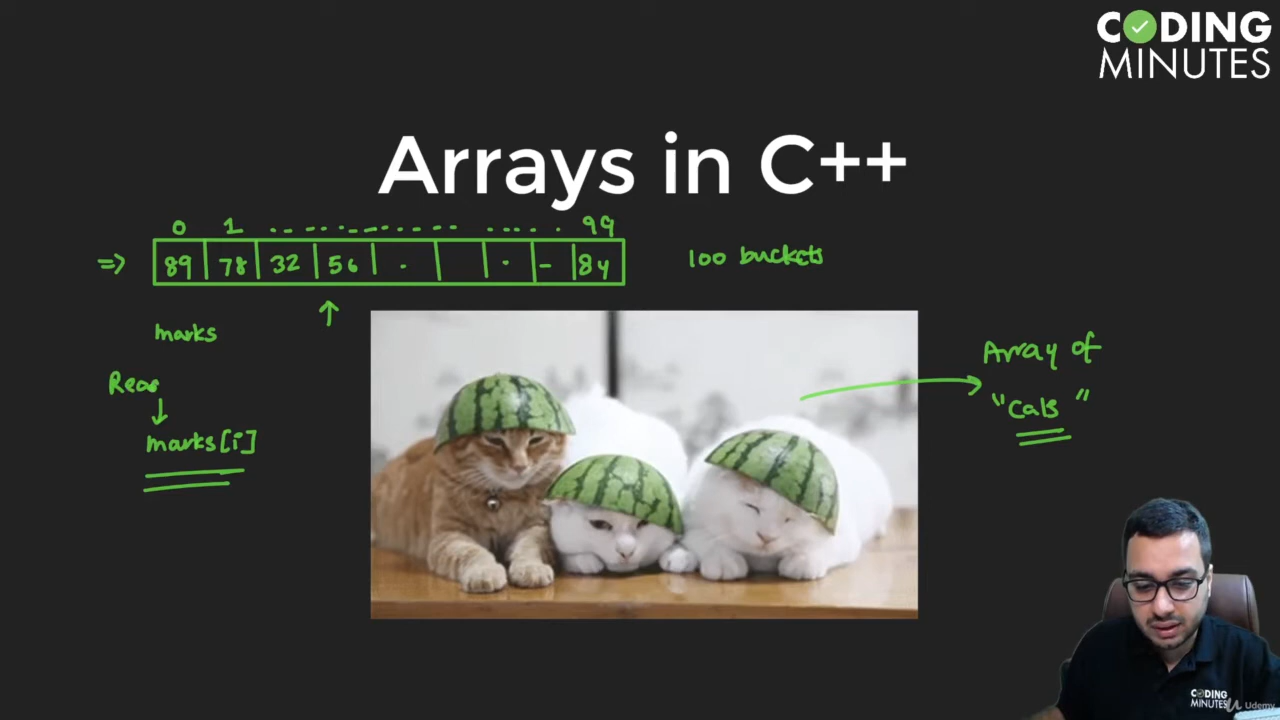 CODING
MINUTES
Arrays in C++
0 1 ... 99
=> 89 78 32 56 . . - 84
100 buckets
marks
Array of
"Cats"
Read
marks[i]
CODING
MINUTES
Udemy